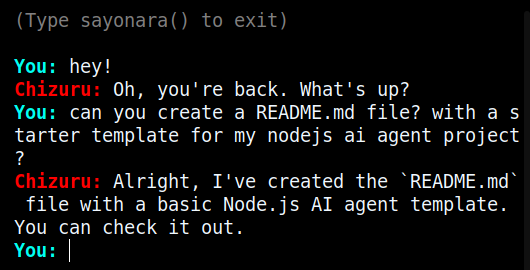 (Type sayonara() to exit)
You: hey!
Chizuru: Oh, you're back. What's up?
You: can you create a README.md file? with a s
tarter template for my nodejs ai agent project
?
Chizuru: Alright, I've created the `README.md`
 file with a basic Node.js AI agent template.
You can check it out.
You: